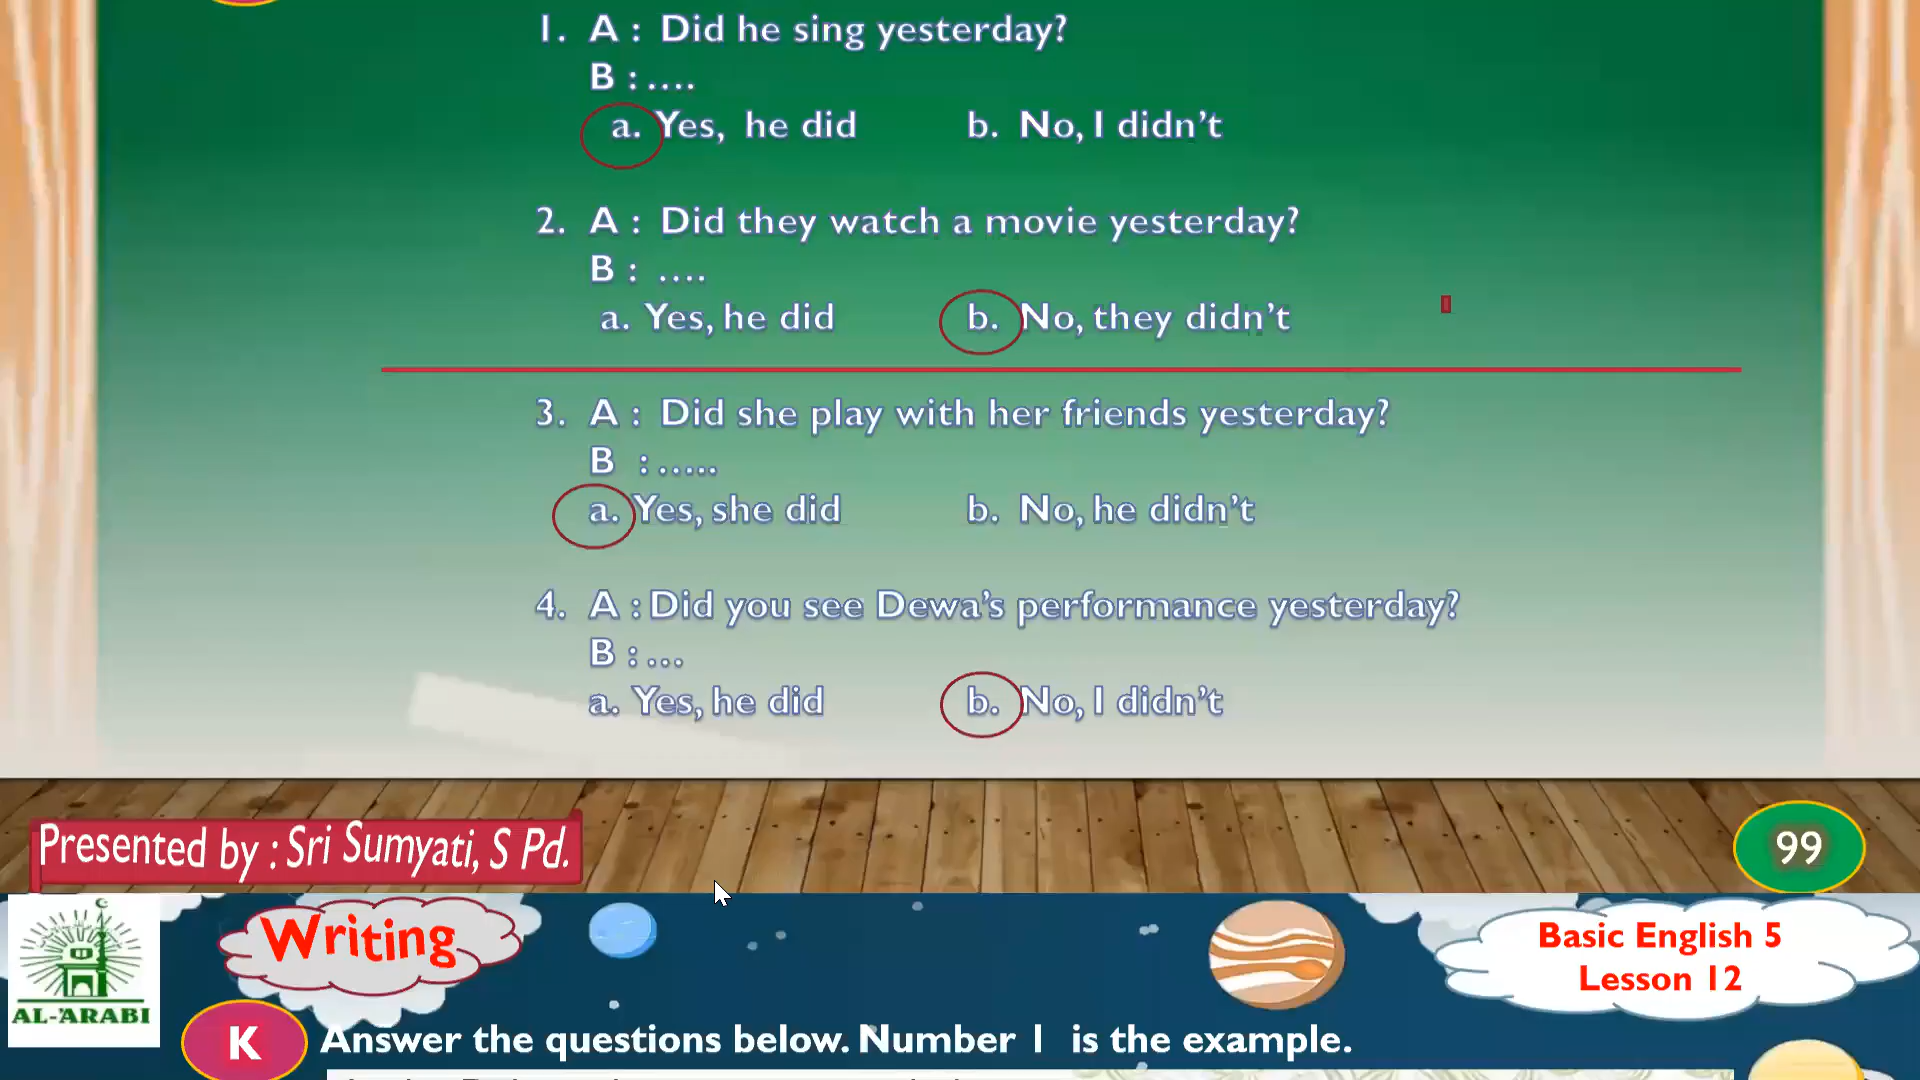 1. A : Did he sing yesterday?
B : ....
a. Yes, he did b. No, I didn't
2. A : Did they watch a movie yesterday?
B : ....
a. Yes, he did b. No, they didn't
3. A : Did she play with her friends yesterday?
B : .....
a. Yes, she did b. No, he didn't
4. A : Did you see Dewa's performance yesterday?
B : ...
a. Yes, he did b. No, I didn't
Presented by : Sri Sumyati, S Pd.
99
Writing
Basic English 5
Lesson 12
AL-'ARABI
K Answer the questions below. Number 1 is the example.